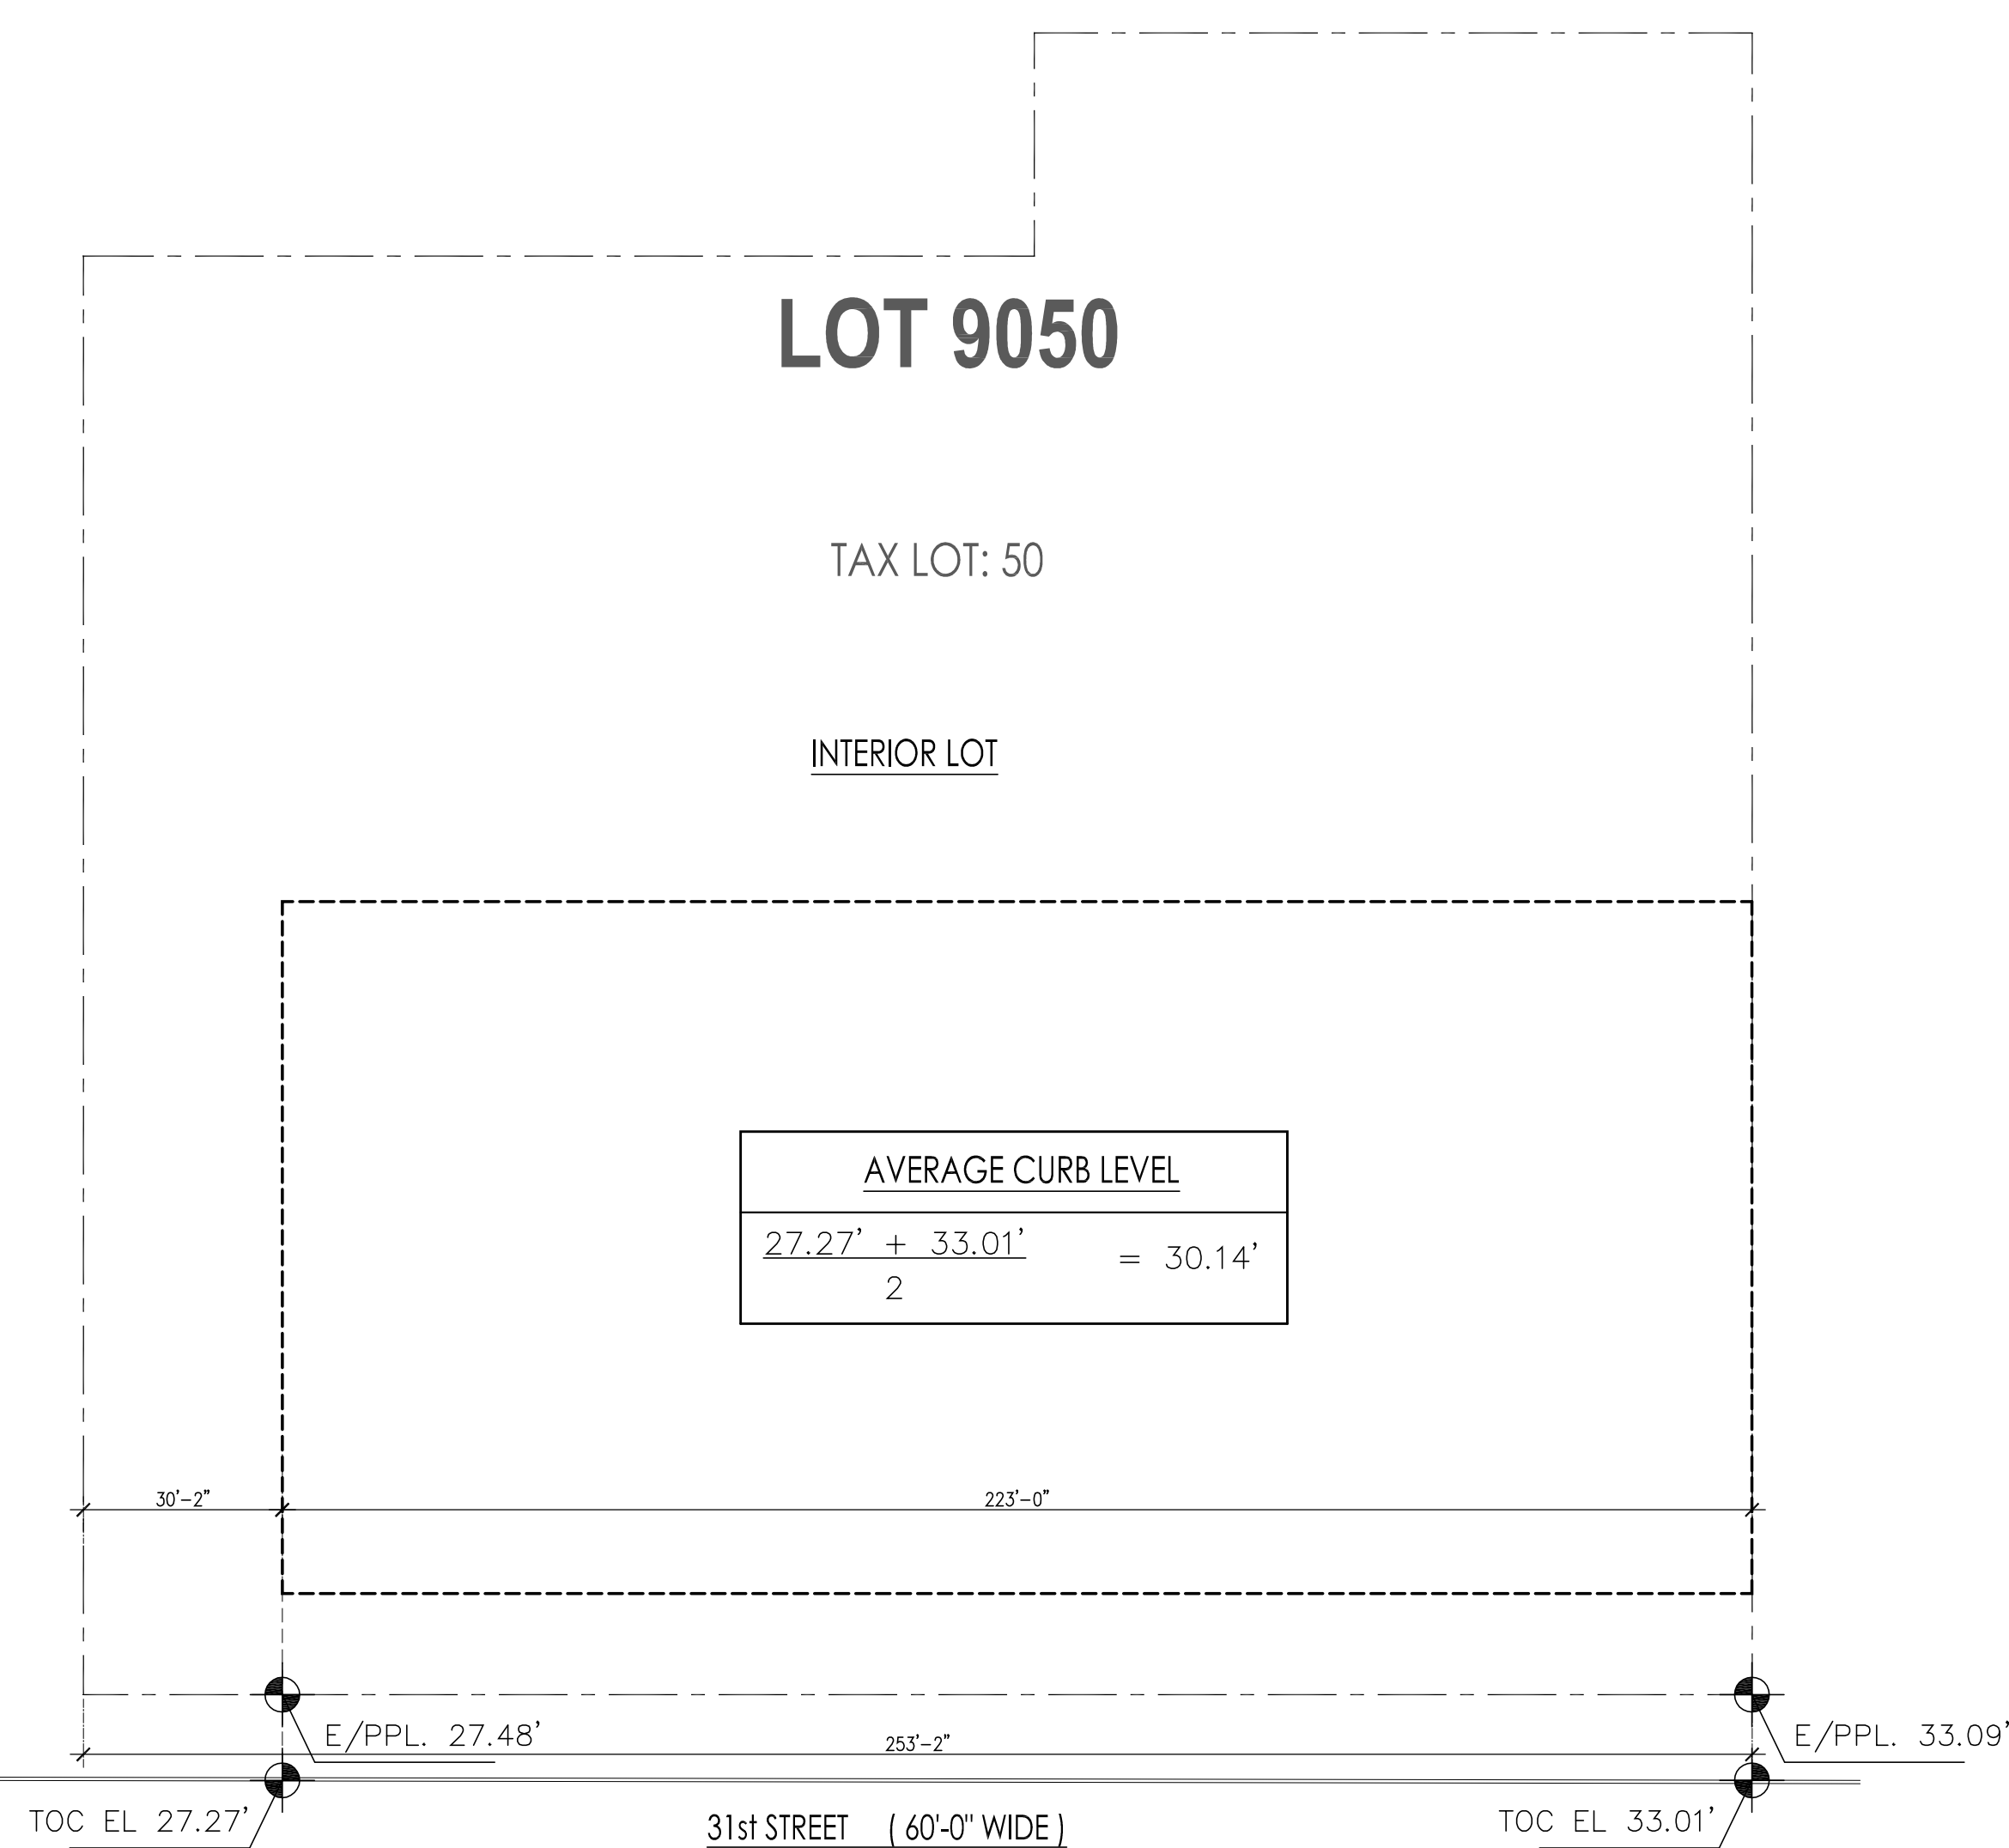 LOT 9050
TAX LOT: 50
INTERIOR LOT
AVERAGE CURB LEVEL
27.27' + 33.01'
2
= 30.14'
30'-2"
223'-0"
E/PPL. 27.48'
253'-2"
E/PPL. 33.09'
TOC EL 27.27'
31st STREET ( 60'-0" WIDE )
TOC EL 33.01'